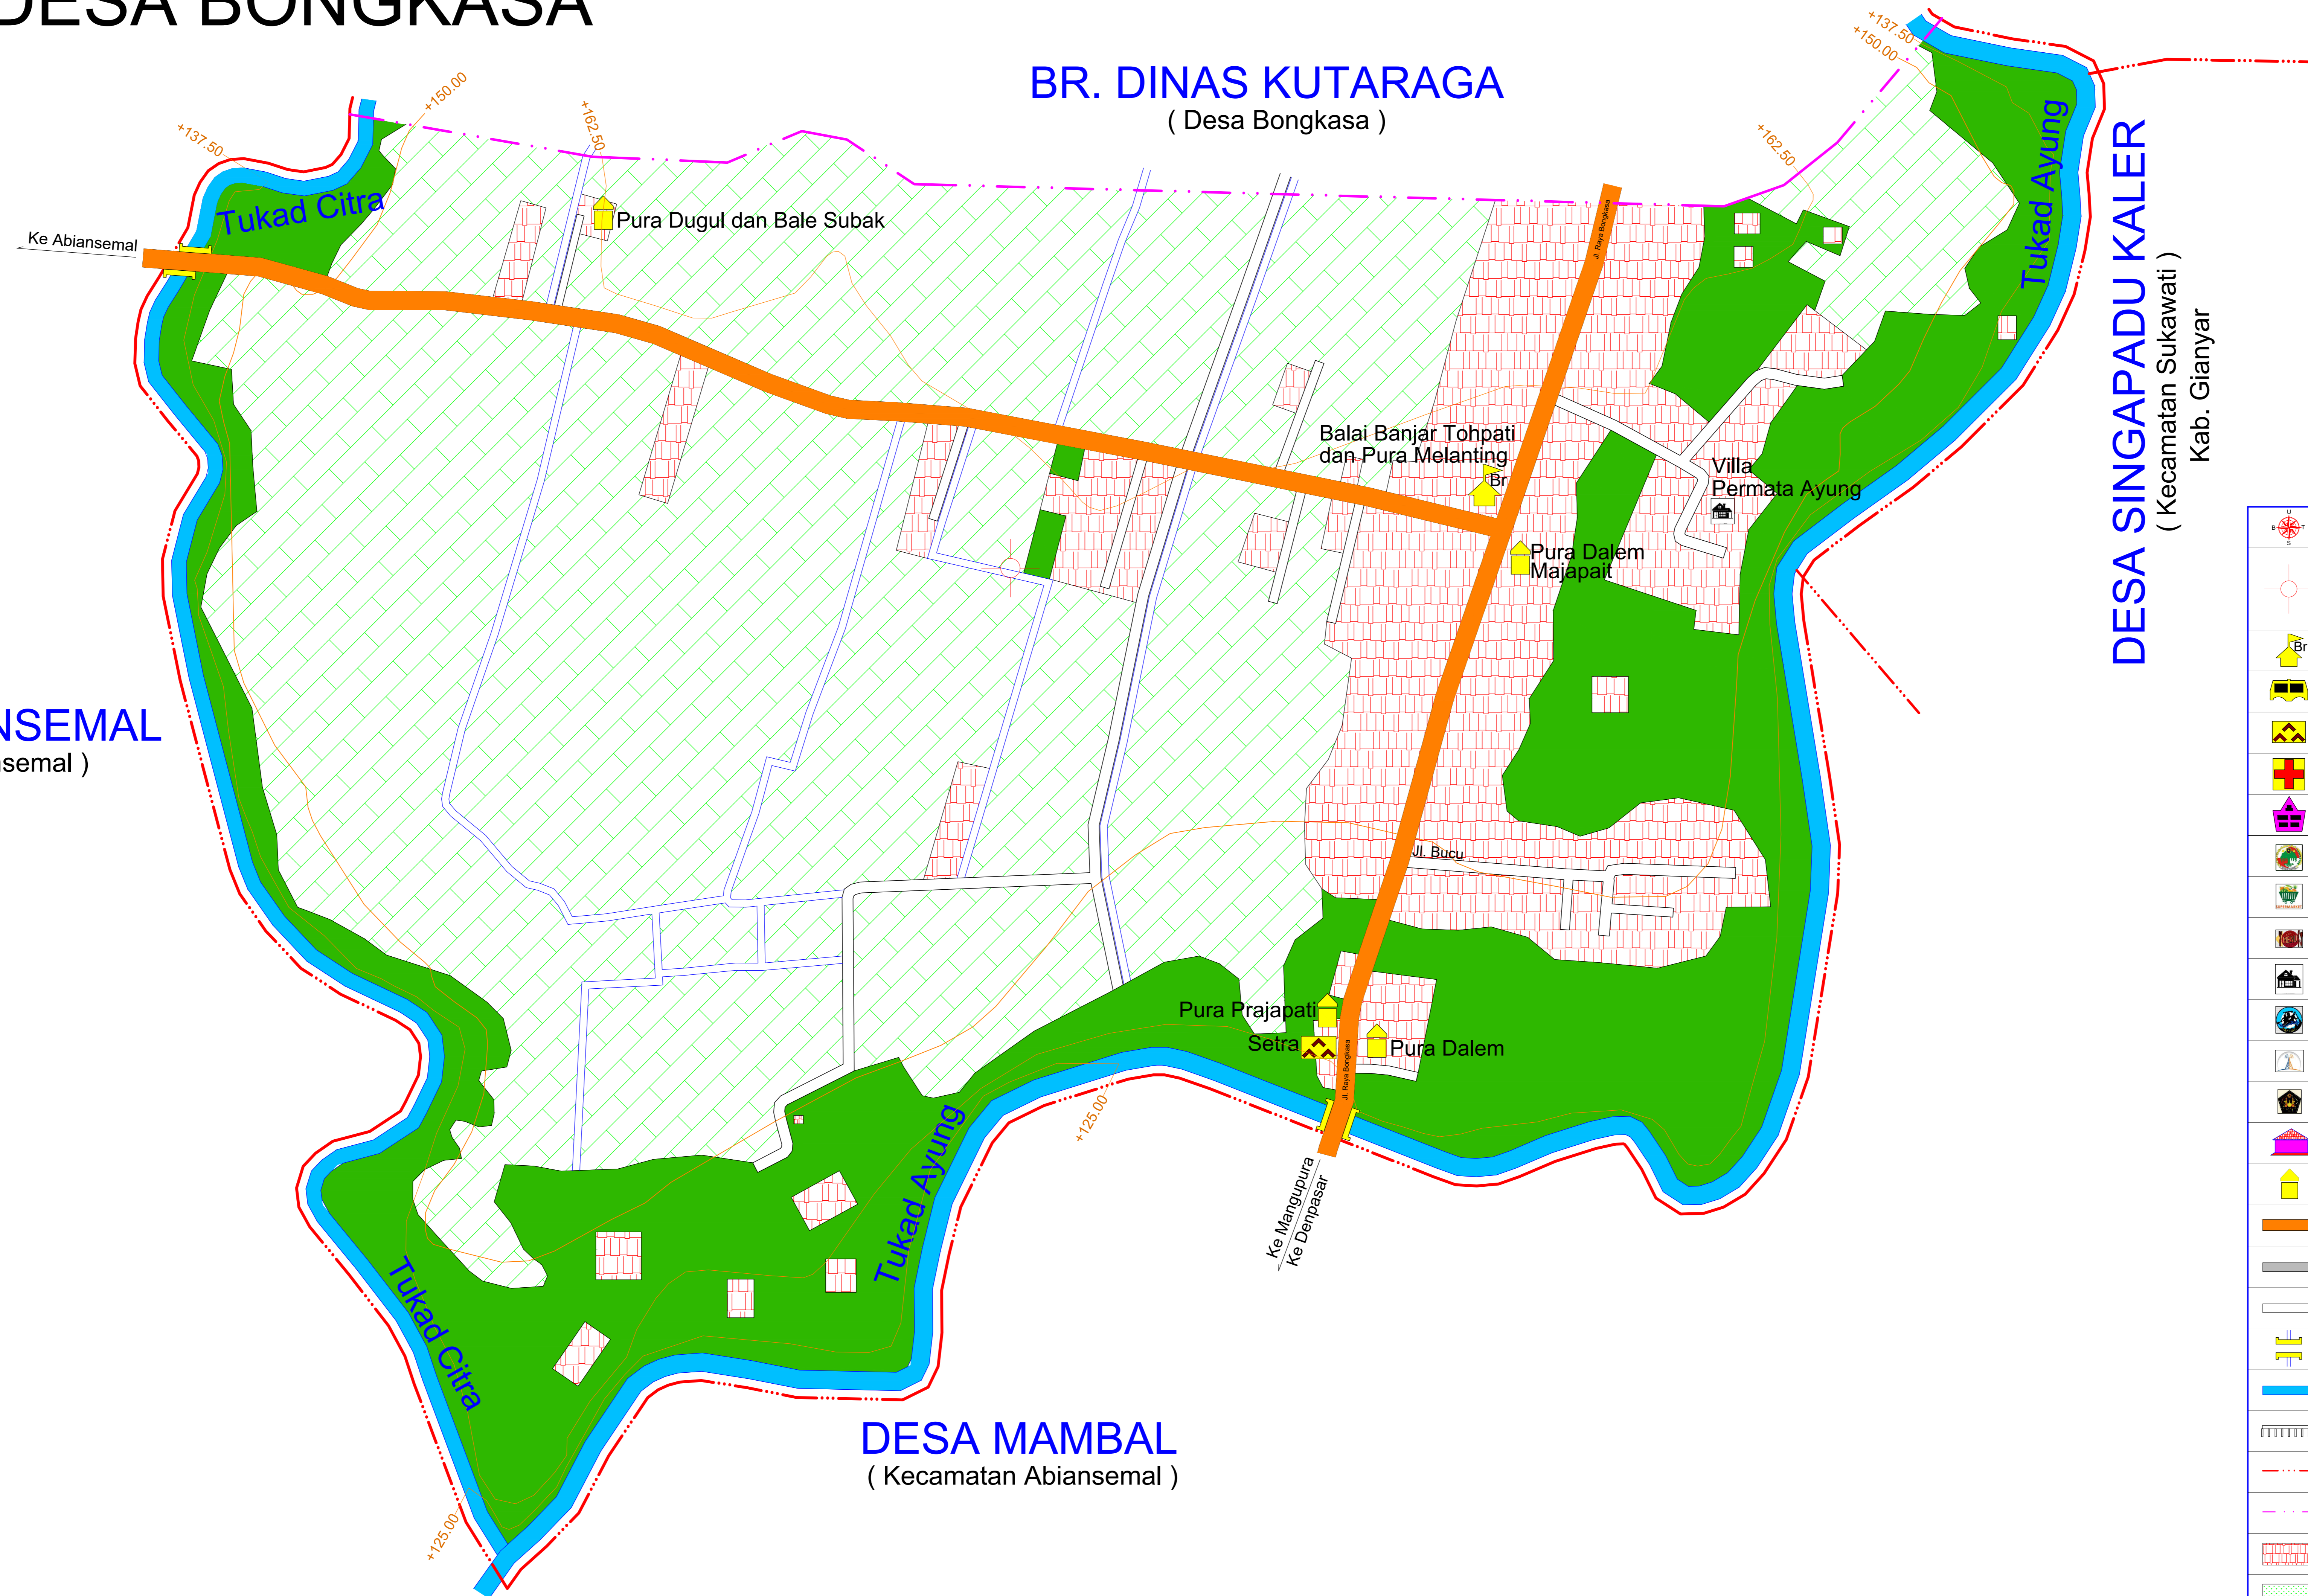 DESA BONGKASA
BR. DINAS KUTARAGA
( Desa Bongkasa )
+137.50
+150.00
+162.50
+137.50
+150.00
+162.50
Tukad Citra
Ke Abiansemal
Pura Dugul dan Bale Subak
Jl. Raya Bongkasa
Tukad Ayung
DESA SINGAPADU KALER
( Kecamatan Sukawati )
Kab. Gianyar
Balai Banjar Tohpati
dan Pura Melanting
Br
Villa
Permata Ayung
Pura Dalem
Majapait
U
B
T
S
Br
NSEMAL
semal )
Jl. Bucu
Pura Prajapati
Setra
Pura Dalem
Jl. Raya Bongkasa
+125.00
Tukad Ayung
Ke Mangupura
Ke Denpasar
Tukad Citra
DESA MAMBAL
( Kecamatan Abiansemal )
+125.00